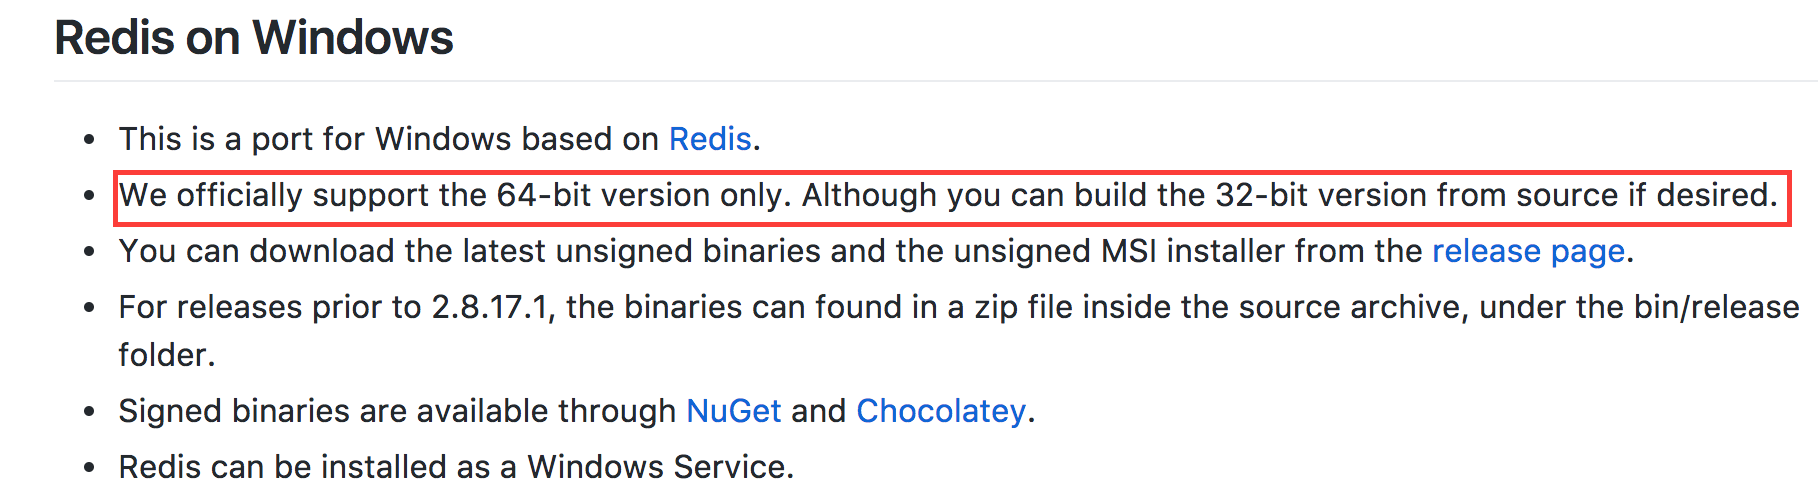 Redis on Windows
This is a port for Windows based on Redis.
We officially support the 64-bit version only. Although you can build the 32-bit version from source if desired.
You can download the latest unsigned binaries and the unsigned MSI installer from the release page.
For releases prior to 2.8.17.1, the binaries can found in a zip file inside the source archive, under the bin/release
folder.
Signed binaries are available through NuGet and Chocolatey.
Redis can be installed as a Windows Service.